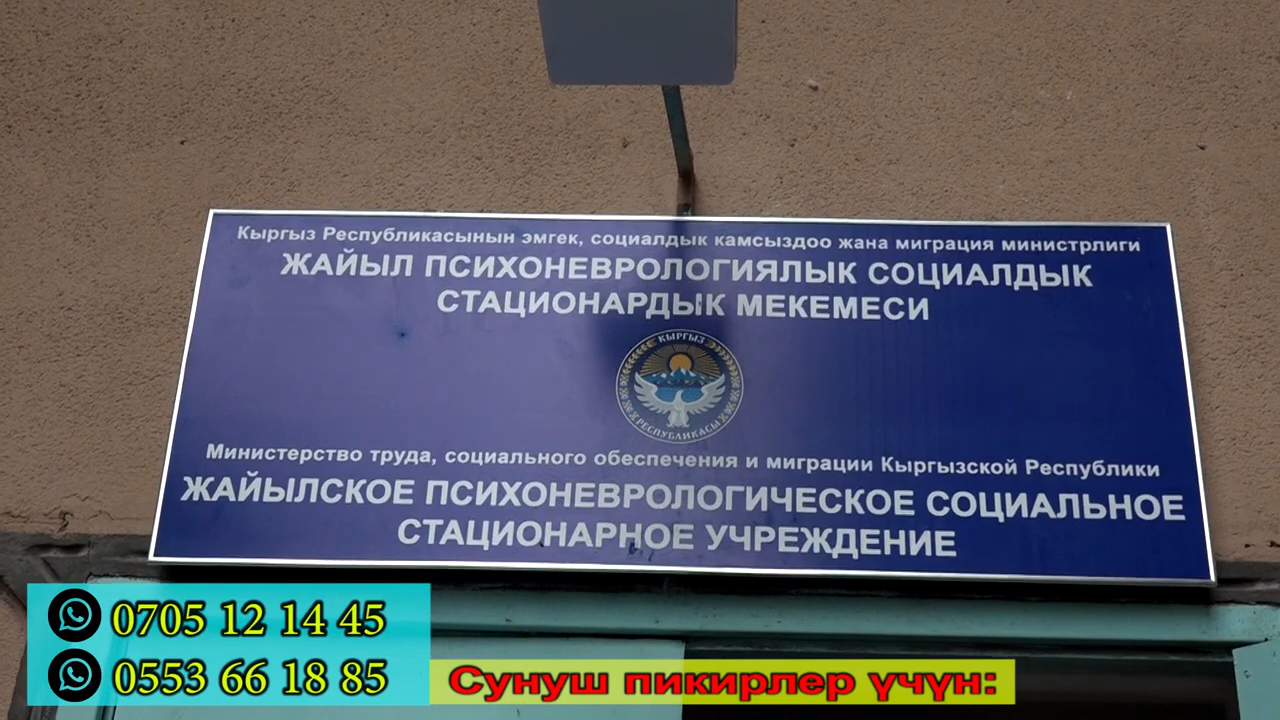 Кыргыз Республикасынын эмгек, социалдык камсыздоо жана миграция министрлиги
ЖАЙЫЛ ПСИХОНЕВРОЛОГИЯЛЫК СОЦИАЛДЫК
СТАЦИОНАРДЫК МЕКЕМЕСИ
КЫРГЫЗ
РЕСПУБЛИКАСЫ
Министерство труда, социального обеспечения и миграции Кыргызской Республики
ЖАЙЫЛСКОЕ ПСИХОНЕВРОЛОГИЧЕСКОЕ СОЦИАЛЬНОЕ
СТАЦИОНАРНОЕ УЧРЕЖДЕНИЕ
0705 12 14 45
0553 66 18 85
Сунуш пикирлер үчүн: